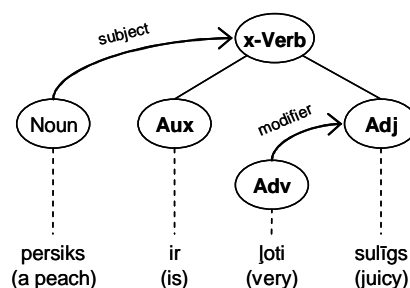 subject
x-Verb
Noun
Aux
modifier
Adj
Adv
persiks ir ļoti sulīgs
(a peach) (is) (very) (juicy)